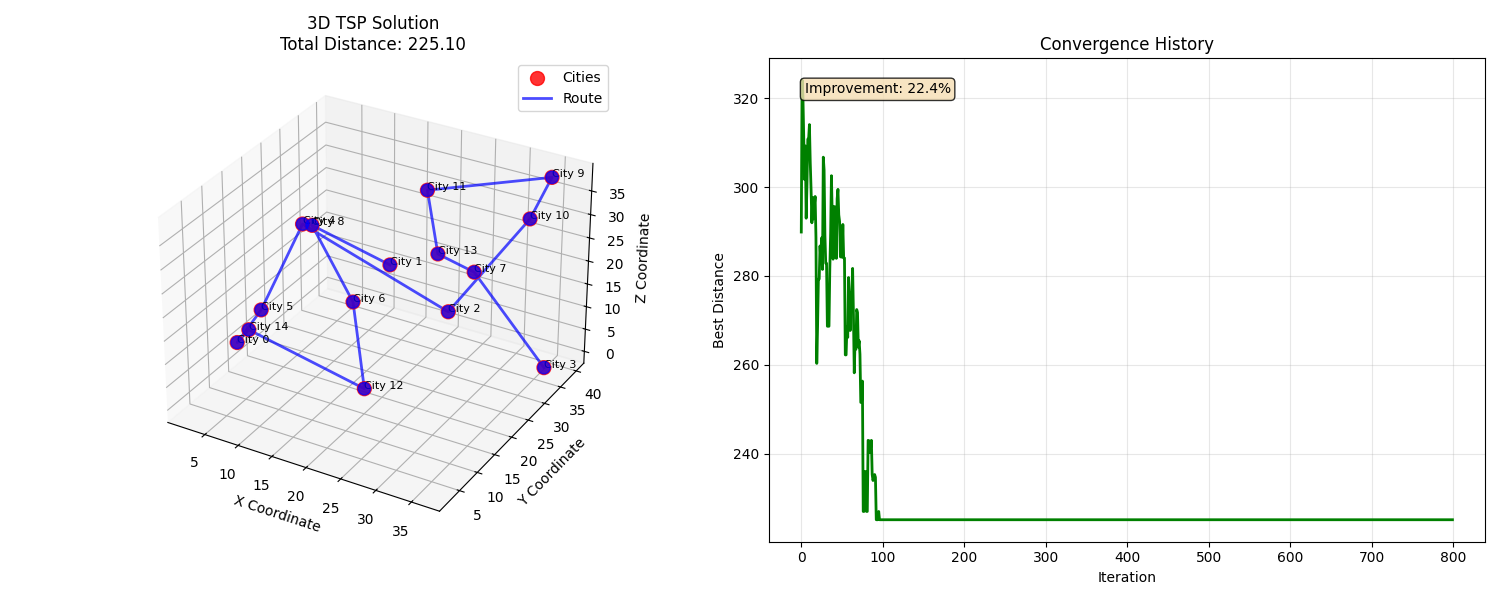 3D TSP Solution
Total Distance: 225.10
Cities
Route
City 9
City 11
City 10
City 4
City 8
City 13
City 1
City 7
City 6
City 5
City 2
City 14
City 0
City 3
City 12
35
30
25
20
15
10
5
0
Z Coordinate
40
35
30
25
20
15
10
5
Y Coordinate
5
10
15
20
25
30
35
X Coordinate
Convergence History
Improvement: 22.4%
320
300
280
260
240
Best Distance
0 100 200 300 400 500 600 700 800
Iteration